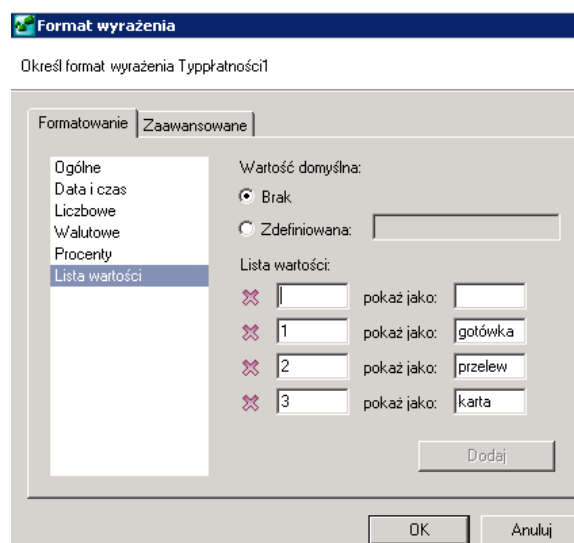 Format wyrażenia
Określ format wyrażenia Typpłatności1
Formatowanie Zaawansowane
Ogólne
Data i czas
Liczbowe
Walutowe
Procenty
Lista wartości
Wartość domyślna:
Brak
Zdefiniowana:
Lista wartości:
pokaż jako:
1 pokaż jako: gotówka
2 pokaż jako: przelew
3 pokaż jako: karta
Dodaj
OK Anuluj